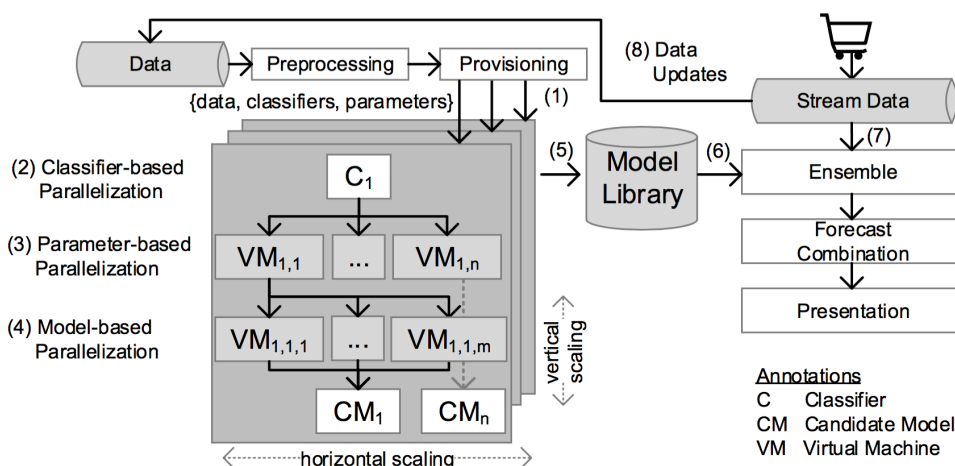 (8) Data
Updates
Data
Preprocessing
Provisioning
Stream Data
{data, classifiers, parameters}
(1)
(7)
(2) Classifier-based
Parallelization
C1
(5)
Model
Library
(6)
Ensemble
(3) Parameter-based
Parallelization
VM1,1
...
VM1,n
Forecast
Combination
(4) Model-based
Parallelization
VM1,1,1
...
VM1,1,m
vertical
scaling
Presentation
CM1
CMn
Annotations
C Classifier
CM Candidate Model
VM Virtual Machine
horizontal scaling